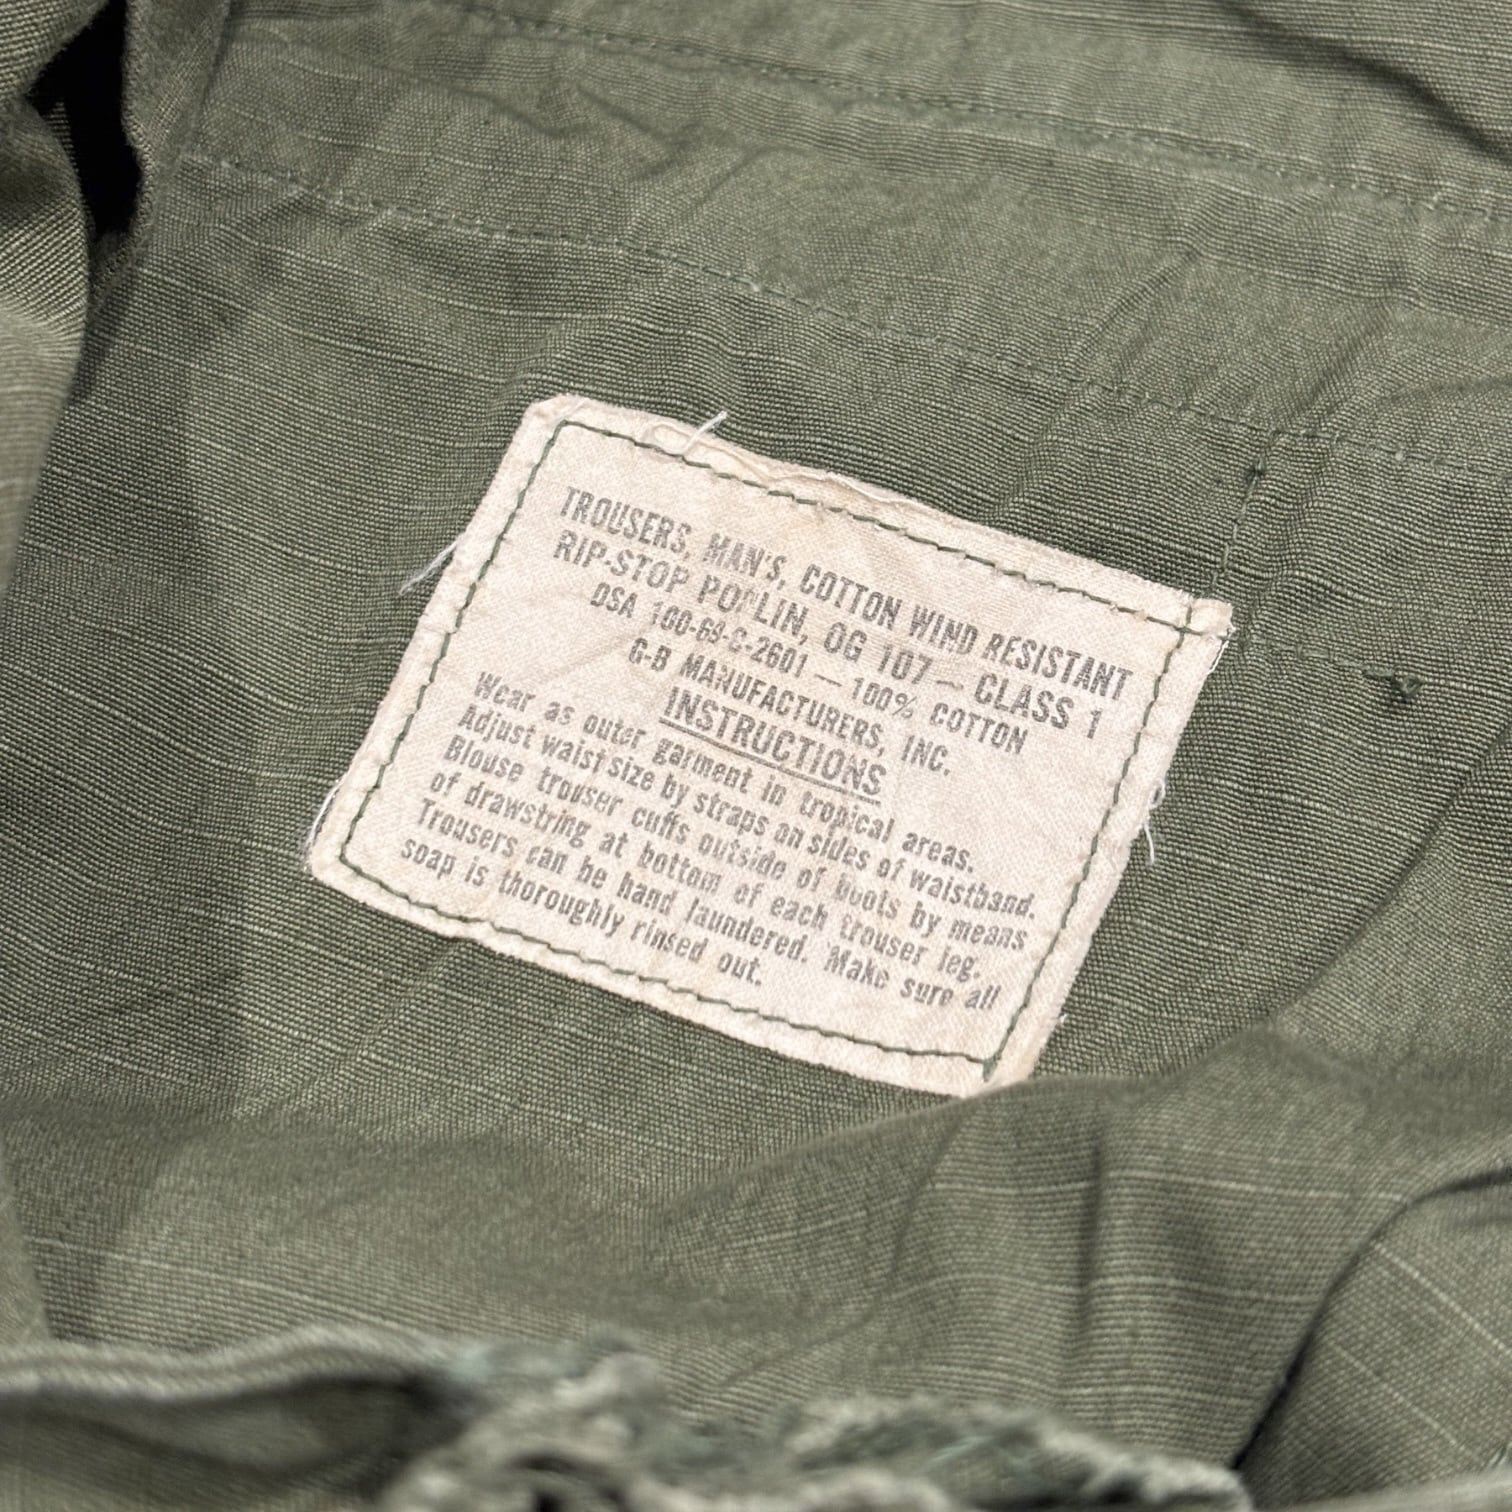 TROUSERS, MAN'S, COTTON WIND RESISTANT
RIP-STOP POPLIN, OG 107 — CLASS 1
DSA 100-69-C-2601 — 100% COTTON
G-B MANUFACTURERS, INC.
INSTRUCTIONS
Wear as outer garment in tropical areas.
Adjust waist size by straps on sides of waistband.
Blouse trouser cuffs outside of boots by means
of drawstring at bottom of each trouser leg.
Trousers can be hand laundered. Make sure all
soap is thoroughly rinsed out.